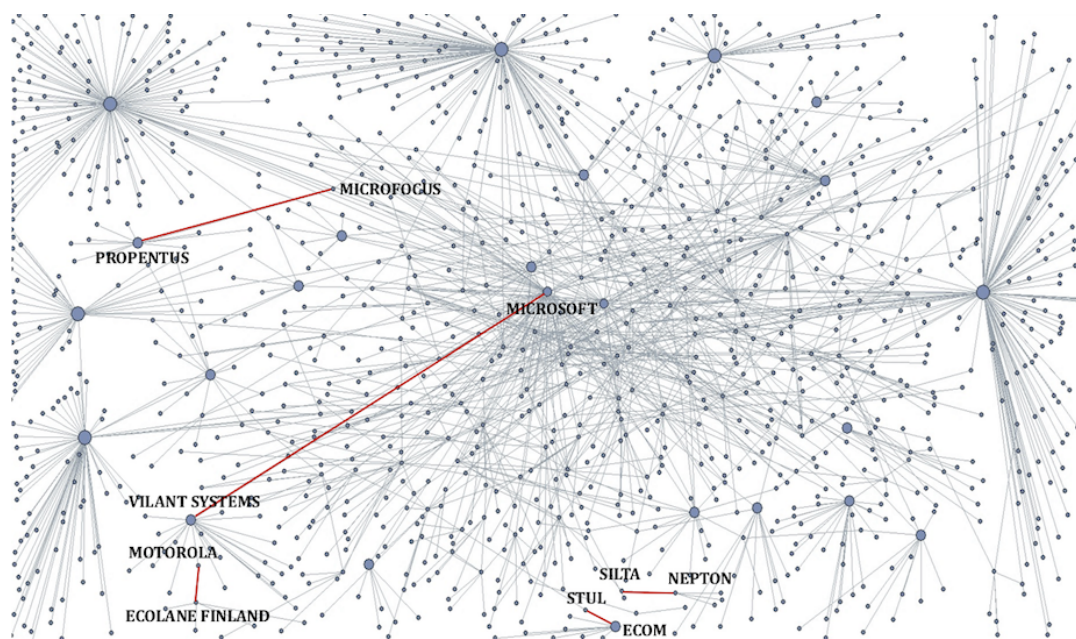 MICROFOCUS
PROPENTUS
MICROSOFT
VILANT SYSTEMS
MOTOROLA
SILTA
NEPTON
STUL
ECOLANE FINLAND
ECOM